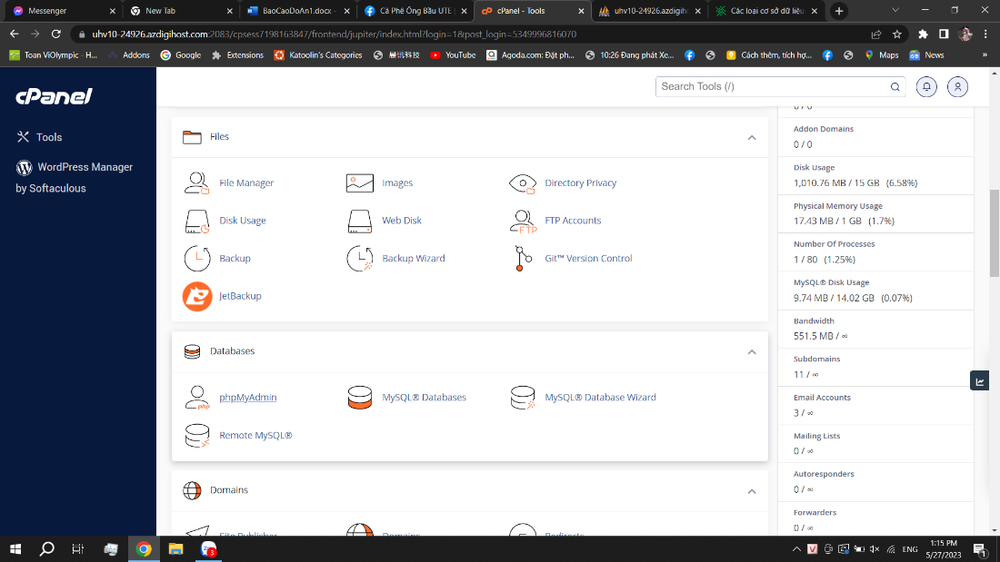 Messenger
New Tab
BaoCaoDoAn1.docx -
Cà Phê Ông Bầu UTE |
cPanel - Tools
uhv10-24926.azdigiho
Các loại cơ sở dữ liệu
uhv10-24926.azdigihost.com:2083/cpsess7198163847/frontend/jupiter/index.html?login=1&post_login=5349996816070
Toan ViOlympic - H...
Addons
Google
Extensions
Katoolin's Categories
YouTube
Agoda.com: Đặt ph...
10:26 Đang phát Xe...
Cách thêm, tích hợ...
Maps
News
»
cPanel
Search Tools (/)
Tools
WordPress Manager
by Softaculous
Files
File Manager
Images
Directory Privacy
Disk Usage
Web Disk
FTP Accounts
FTP
Backup
Backup Wizard
Git™ Version Control
JetBackup
Databases
phpMyAdmin
php
MySQL® Databases
MySQL® Database Wizard
Remote MySQL®
Domains
Site Publisher
Domains
Redirects
0 / 0
Addon Domains
0 / 0
Disk Usage
1,010.76 MB / 15 GB (6.58%)
Physical Memory Usage
17.43 MB / 1 GB (1.7%)
Number Of Processes
1 / 80 (1.25%)
MySQL® Disk Usage
9.74 MB / 14.02 GB (0.07%)
Bandwidth
551.5 MB / ∞
Subdomains
11 / ∞
Email Accounts
3 / ∞
Mailing Lists
0 / ∞
Autoresponders
0 / ∞
Forwarders
0 / ∞
3
V
ENG
1:15 PM
5/27/2023
1